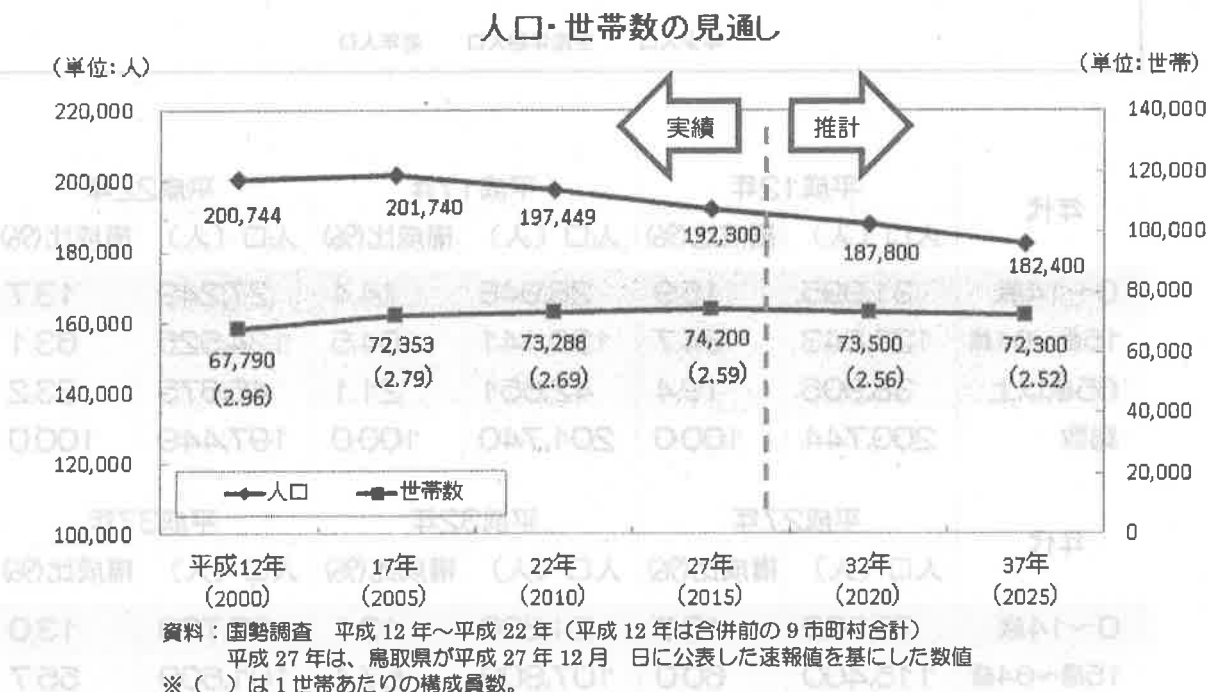 人口・世帯数の見通し
(単位:人)
(単位:世帯)
220,000
200,000
180,000
160,000
140,000
120,000
100,000
140,000
120,000
100,000
80,000
60,000
40,000
20,000
0
実績
推計
200,744
201,740
197,449
192,300
187,800
182,400
67,790
(2.96)
72,353
(2.79)
73,288
(2.69)
74,200
(2.59)
73,500
(2.56)
72,300
(2.52)
人口
世帯数
平成12年
(2000)
17年
(2005)
22年
(2010)
27年
(2015)
32年
(2020)
37年
(2025)
資料:国勢調査 平成12年~平成22年(平成12年は合併前の9市町村合計)
平成27年は、鳥取県が平成27年12月 日に公表した速報値を基にした数値
※( )は1世帯あたりの構成員数。